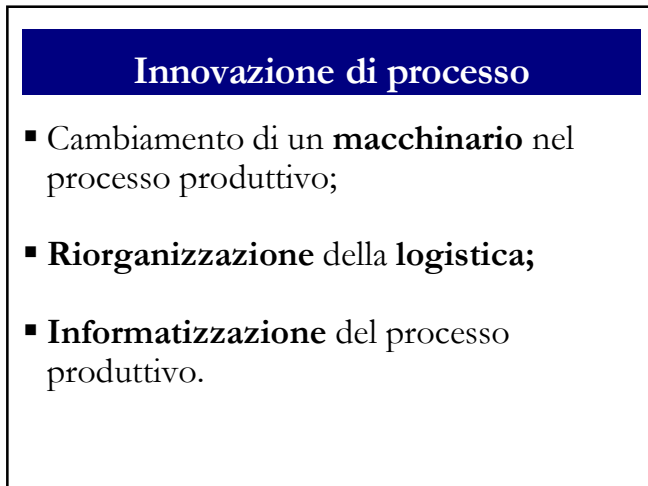 Innovazione di processo
▪ Cambiamento di un macchinario nel
processo produttivo;
▪ Riorganizzazione della logistica;
▪ Informatizzazione del processo
produttivo.